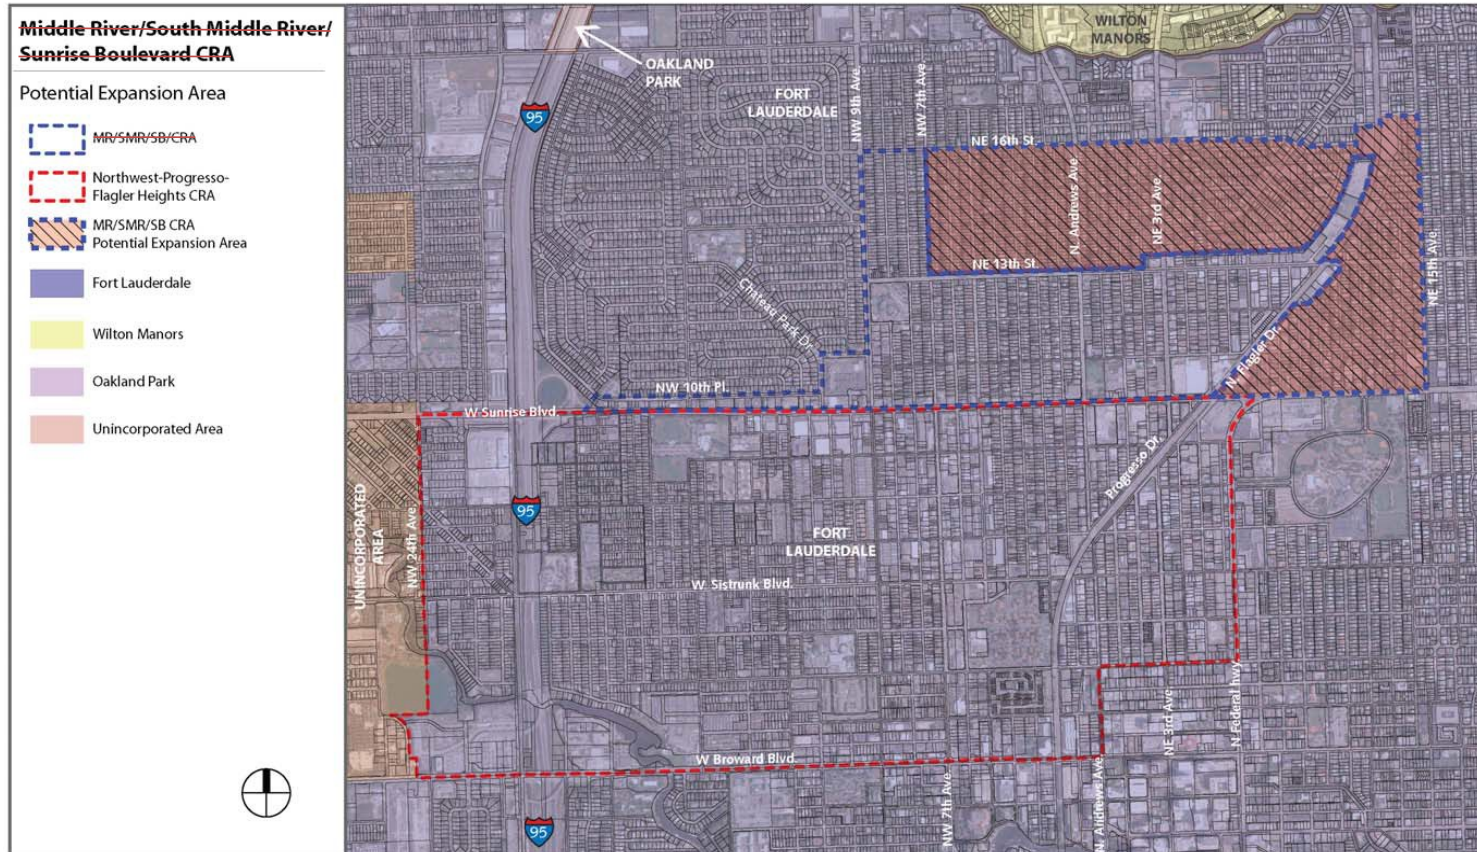 Middle River/South Middle River/
Sunrise Boulevard CRA
Potential Expansion Area
MR/SMR/SB/CRA
Northwest-Progresso-
Flagler Heights CRA
MR/SMR/SB CRA
Potential Expansion Area
Fort Lauderdale
Wilton Manors
Oakland Park
Unincorporated Area
WILTON
MANORS
OAKLAND
PARK
95
FORT
LAUDERDALE
NW 9th Ave.
NW 7th Ave.
NE 16th St.
N. Andrews Ave.
NE 3rd Ave.
NE 13th St.
NE 15th Ave.
Chateau Park Dr.
N. Flagler Dr.
NW 10th Pl.
W Sunrise Blvd.
Progresso Dr.
UNINCORPORATED
AREA
NW 24th Ave.
95
FORT
LAUDERDALE
W Sistrunk Blvd.
NE 3rd Ave
N Federal hwy.
W Broward Blvd.
NW 7th Ave.
N. Andrews Ave.
95